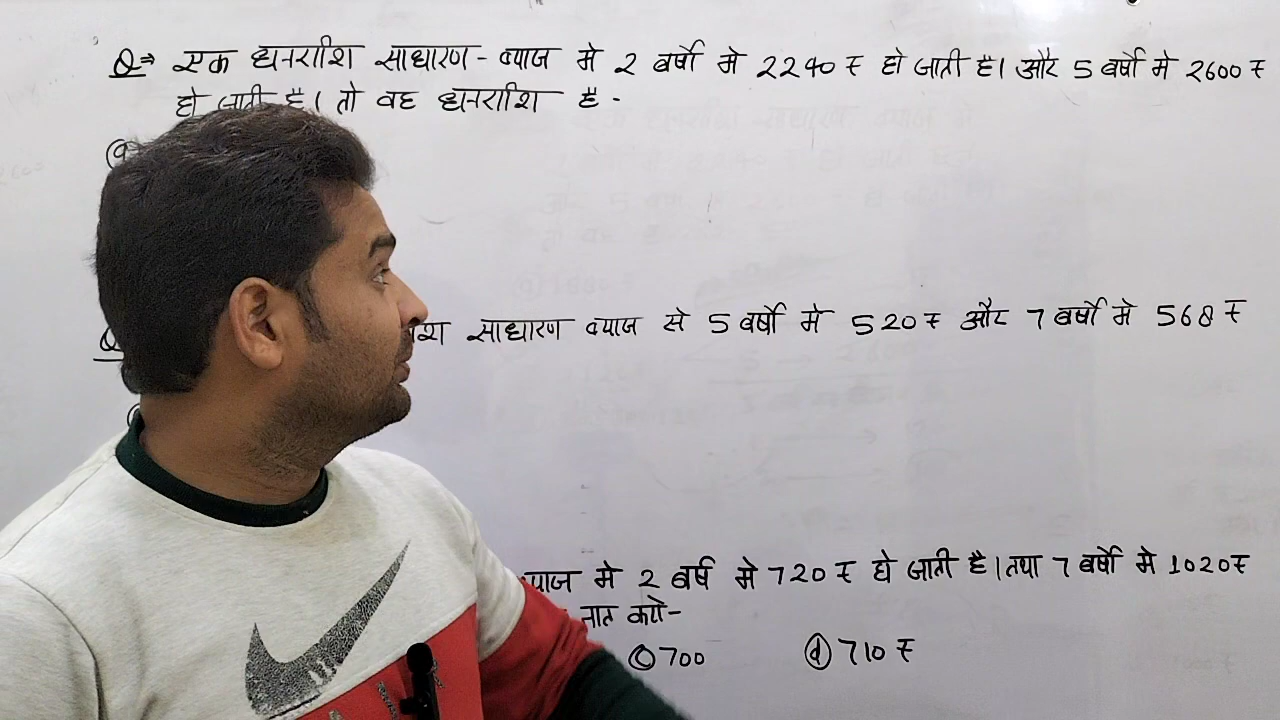 Q⇒ एक धनराशि साधारण-ब्याज मे 2 वर्षो मे 2240 ₹ हो जाती है। और 5 वर्षो मे 2600 ₹
हो जाती है। तो वह धनराशि है -
(a
Q
साधारण ब्याज से 5 वर्षो मे 520 ₹ और 7 वर्षो मे 568 ₹
ब्याज मे 2 वर्ष मे 720 ₹ हो जाती है। तथा 7 वर्षो मे 1020 ₹
ज्ञात करो-
(c) 700 (d) 710 ₹